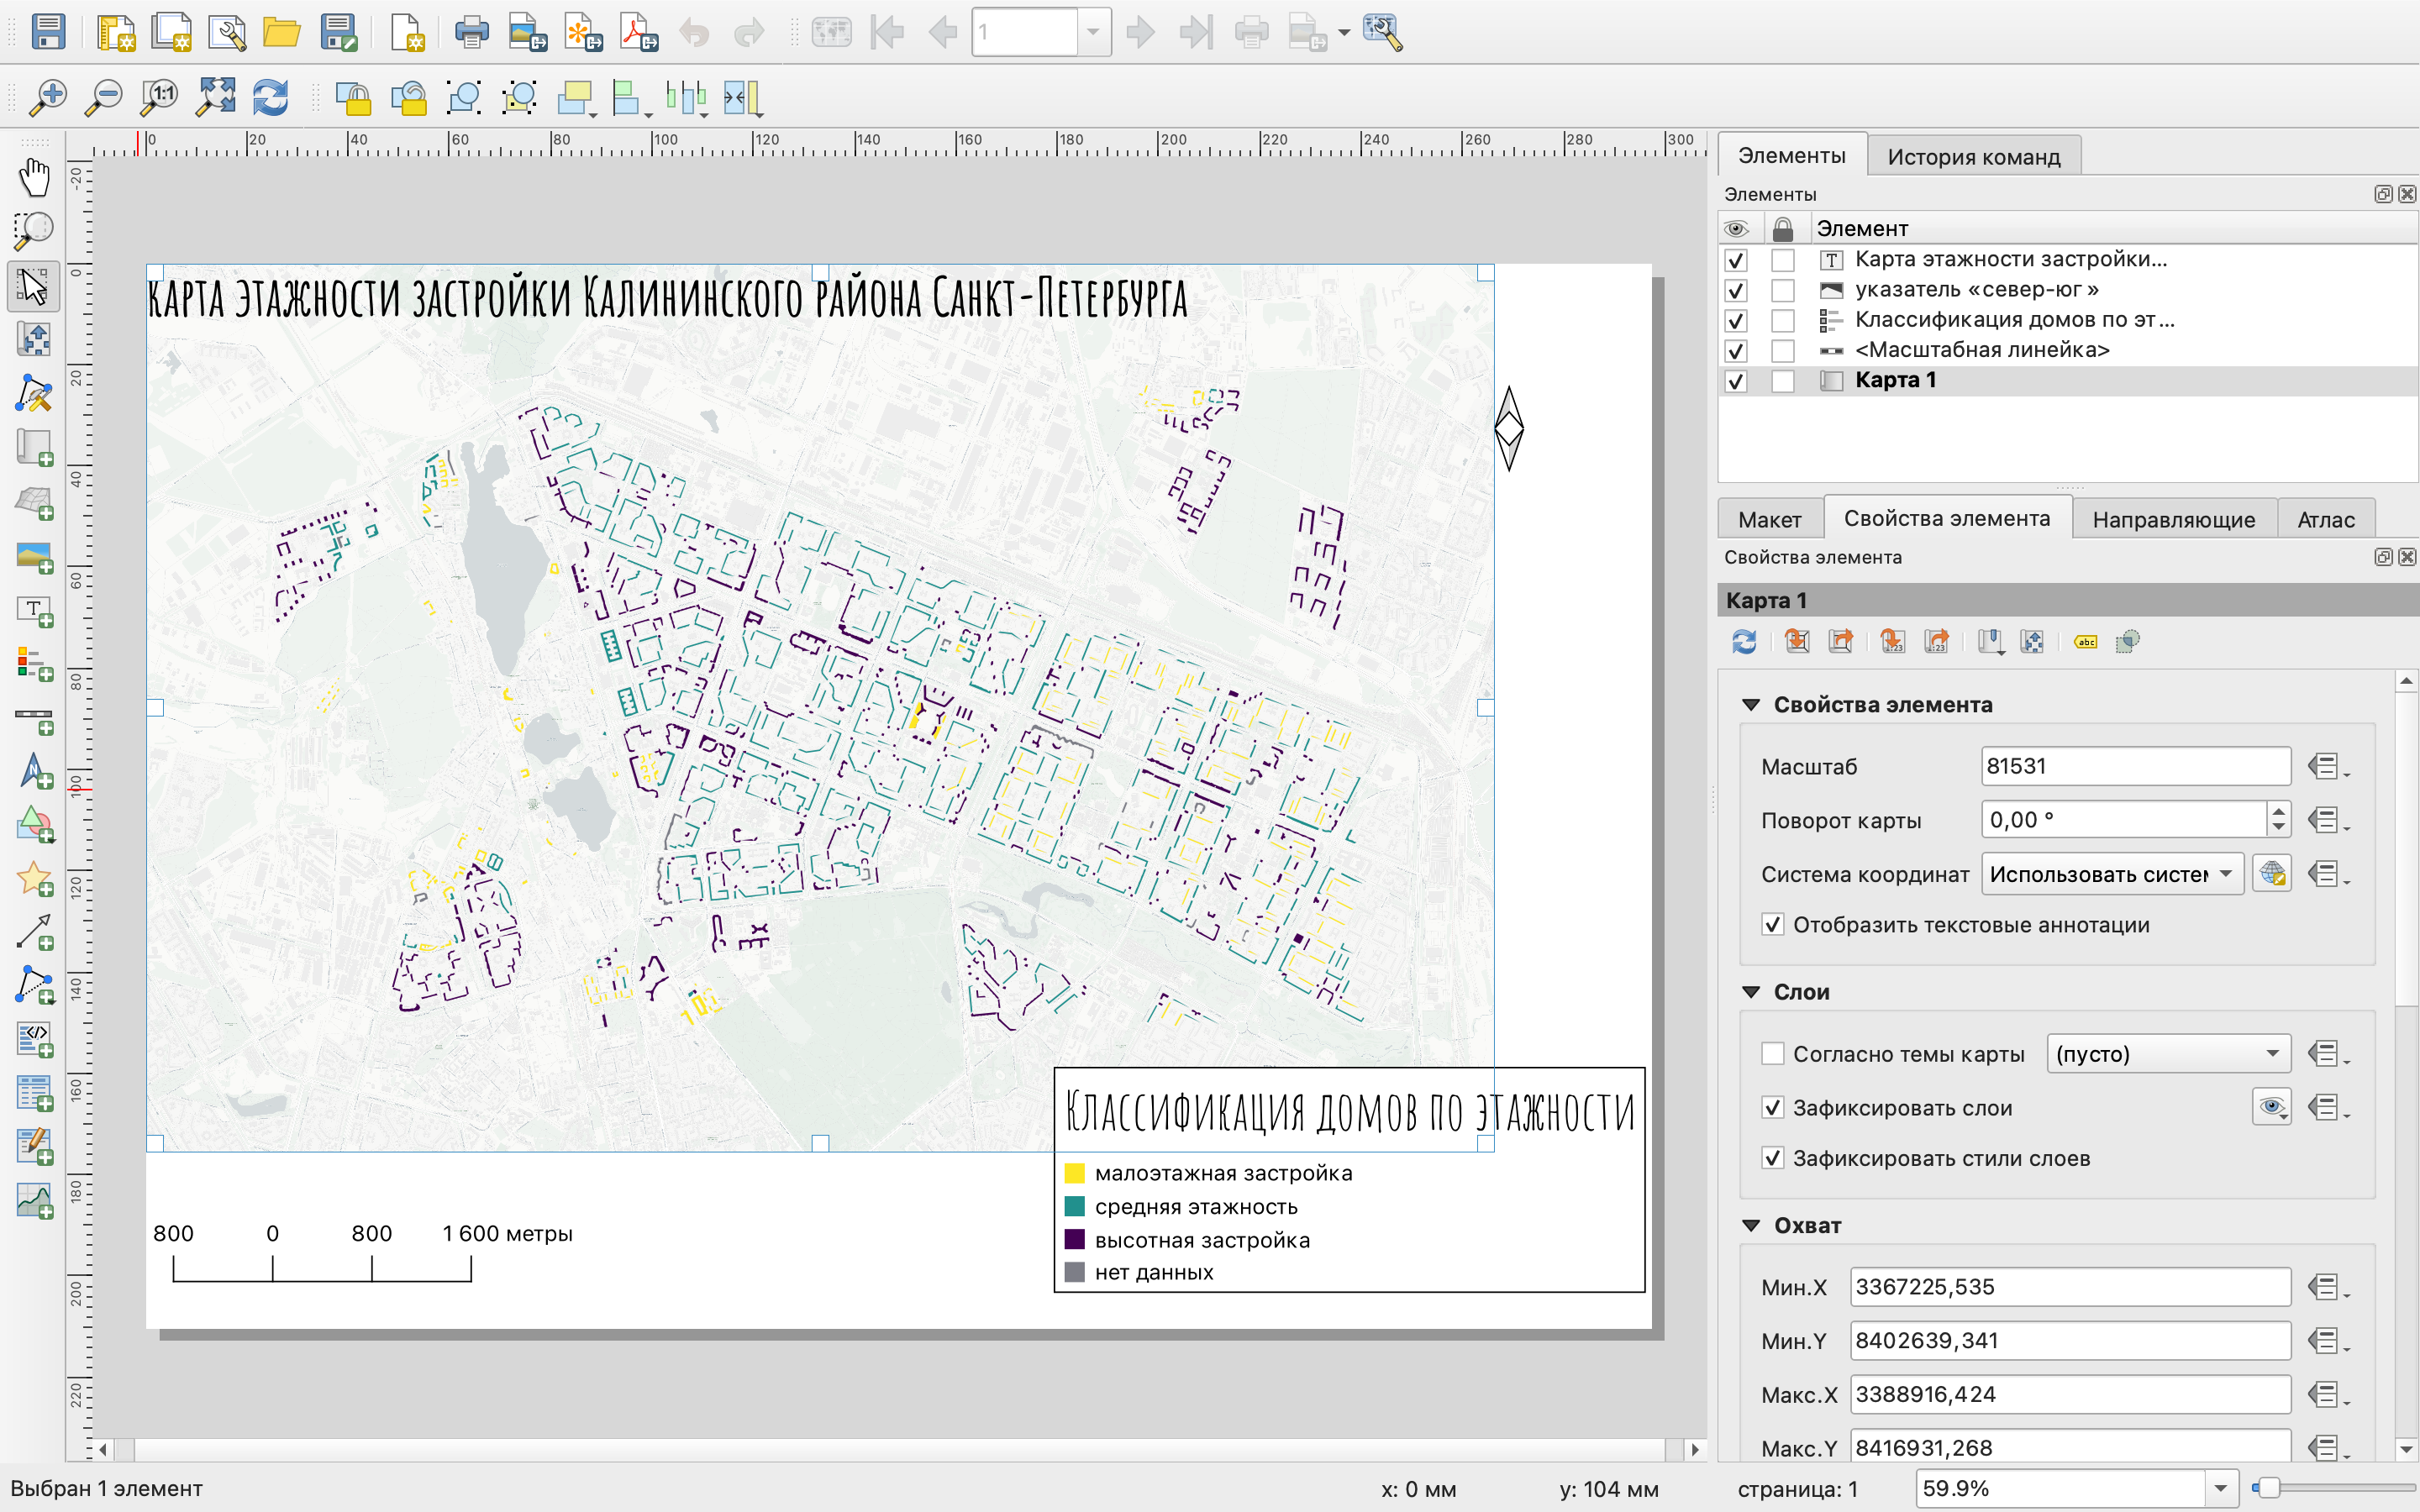 1
1:1
0 20 40 60 80 100 120 140 160 180 200 220 240 260 280 300
-20 0 20 40 60 80 100 120 140 160 180 200 220
Карта этажности застройки Калининского района Санкт-Петербурга
Классификация домов по этажности
малоэтажная застройка
средняя этажность
высотная застройка
нет данных
800 0 800 1 600 метры
Элементы История команд
Элементы
Элемент
Карта этажности застройки...
указатель «север-юг»
Классификация домов по эт...
<Масштабная линейка>
Карта 1
Макет Свойства элемента Направляющие Атлас
Свойства элемента
Карта 1
abc
Свойства элемента
Масштаб 81531
Поворот карты 0,00 °
Система координат Использовать систем
Отобразить текстовые аннотации
Слои
Согласно темы карты (пусто)
Зафиксировать слои
Зафиксировать стили слоев
Охват
Мин.X 3367225,535
Мин.Y 8402639,341
Макс.X 3388916,424
Макс.Y 8416931,268
Выбран 1 элемент x: 0 мм y: 104 мм страница: 1 59.9%